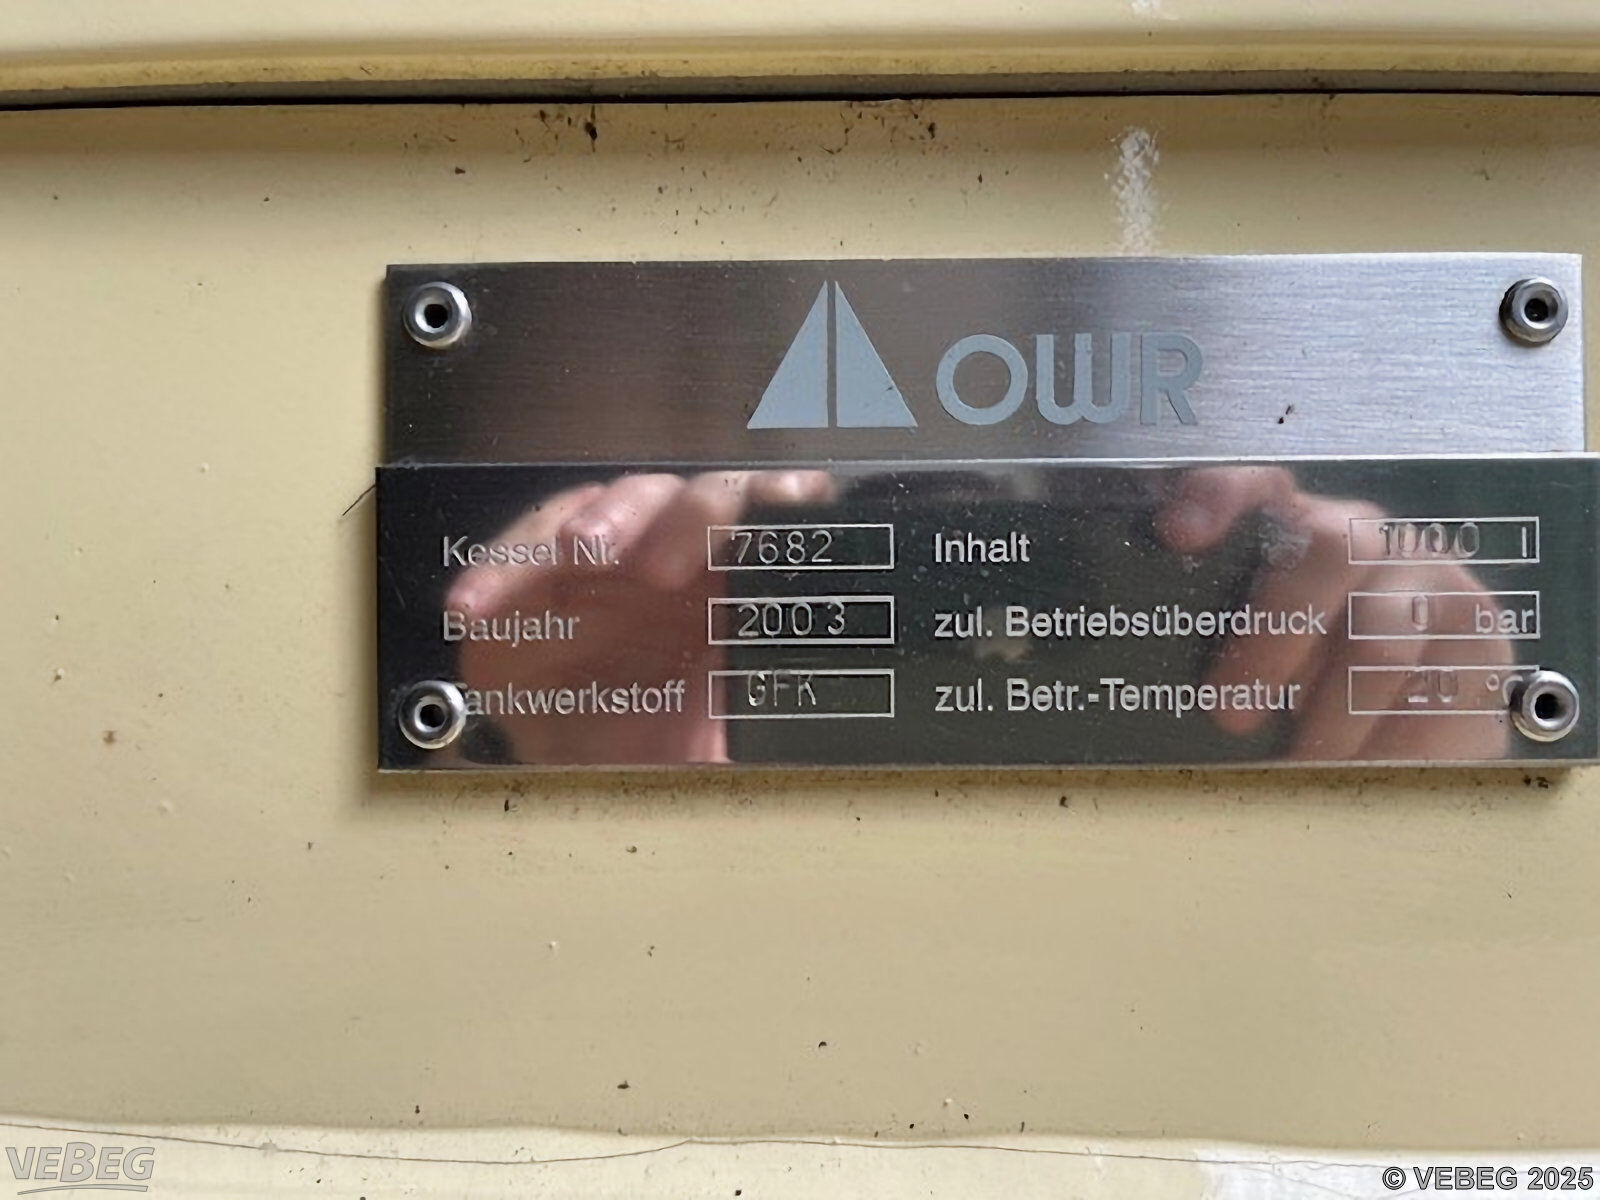 OWR
Kessel Nr. 7682 Inhalt 1000 l
Baujahr 2003 zul. Betriebsüberdruck 0 bar
Tankwerkstoff GFK zul. Betr.-Temperatur 20 °C
VEBEG © VEBEG 2025